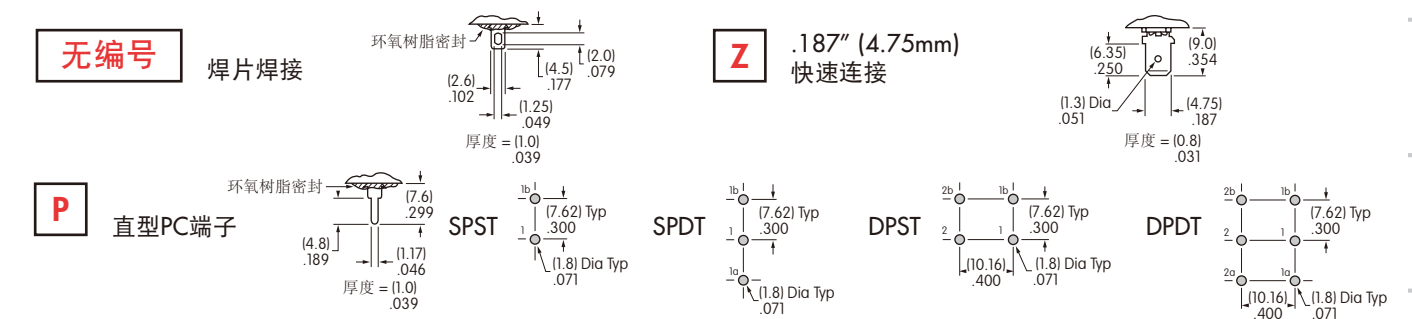 无编号
焊片焊接
环氧树脂密封
(2.0)
.079
(4.5)
.177
(2.6)
.102
(1.25)
.049
厚度 = (1.0)
.039
Z
.187” (4.75mm)
快速连接
(6.35)
.250
(9.0)
.354
(1.3) Dia
.051
(4.75)
.187
厚度 = (0.8)
.031
P
直型PC端子
环氧树脂密封
(7.6)
.299
(4.8)
.189
(1.17)
.046
厚度 = (1.0)
.039
SPST
1b
(7.62) Typ
.300
1
(1.8) Dia Typ
.071
SPDT
1b
(7.62) Typ
.300
1
1a
(1.8) Dia Typ
.071
DPST
2b
1b
(7.62) Typ
.300
2
1
(10.16)
.400
(1.8) Dia Typ
.071
DPDT
2b
1b
(7.62) Typ
.300
2
1
2a
1a
(10.16)
.400
(1.8) Dia Typ
.071